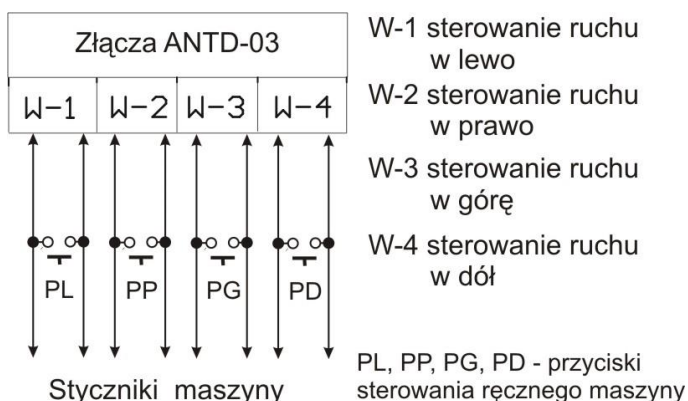 Złącza ANTD-03
W-1 W-2 W-3 W-4
PL PP PG PD
Styczniki maszyny
W-1 sterowanie ruchu
w lewo
W-2 sterowanie ruchu
w prawo
W-3 sterowanie ruchu
w górę
W-4 sterowanie ruchu
w dół
PL, PP, PG, PD - przyciski
sterowania ręcznego maszyny